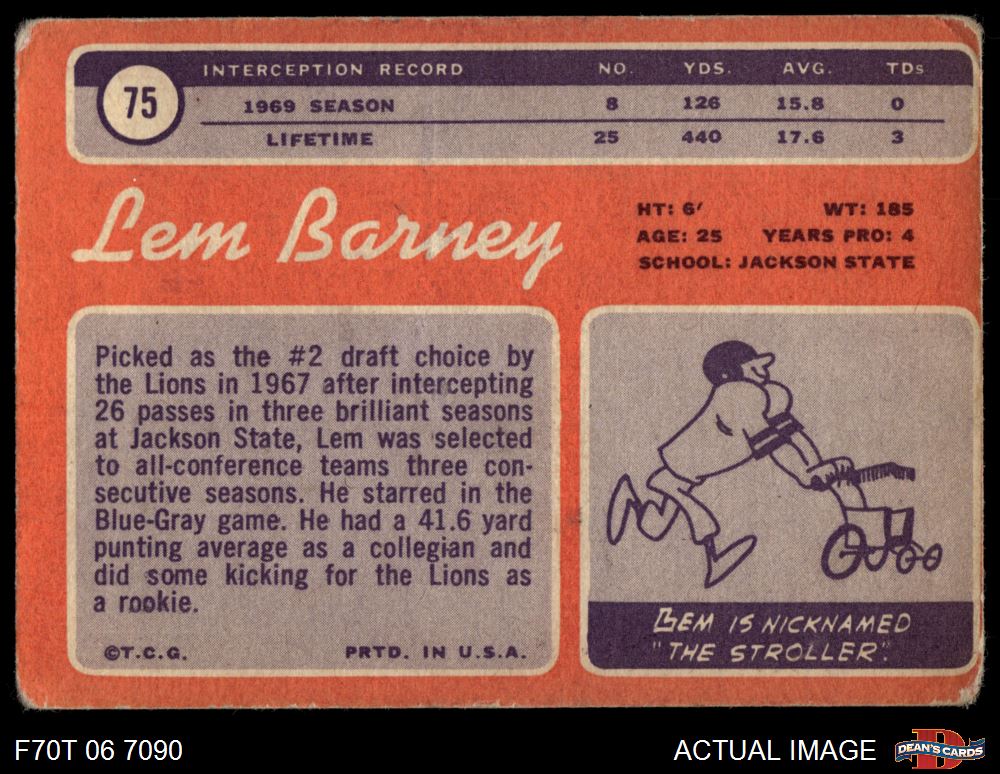 75
INTERCEPTION RECORD NO. YDS. AVG. TDs
1969 SEASON 8 126 15.8 0
LIFETIME 25 440 17.6 3
Lem Barney
HT: 6' WT: 185
AGE: 25 YEARS PRO: 4
SCHOOL: JACKSON STATE
Picked as the #2 draft choice by
the Lions in 1967 after intercepting
26 passes in three brilliant seasons
at Jackson State, Lem was selected
to all-conference teams three con-
secutive seasons. He starred in the
Blue-Gray game. He had a 41.6 yard
punting average as a collegian and
did some kicking for the Lions as
a rookie.
©T.C.G. PRTD. IN U.S.A.
LEM IS NICKNAMED
"THE STROLLER".
F70T 06 7090
ACTUAL IMAGE
D
DEAN'S CARDS